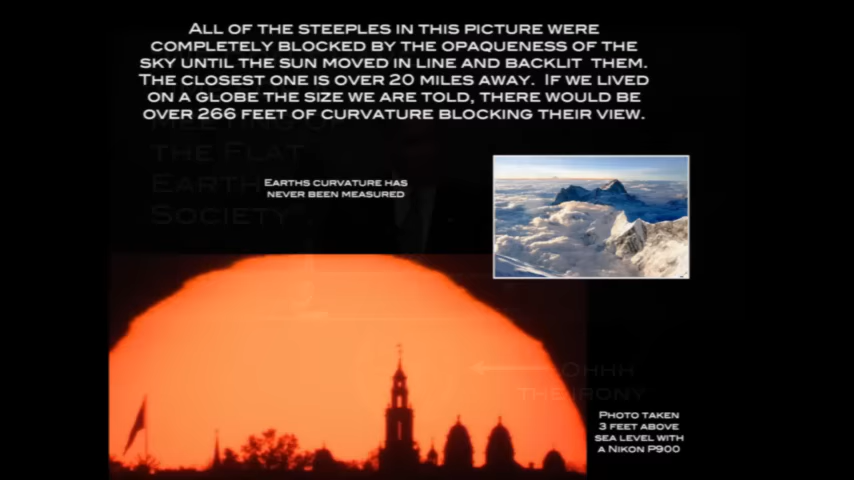 ALL OF THE STEEPLES IN THIS PICTURE WERE
COMPLETELY BLOCKED BY THE OPAQUENESS OF THE
SKY UNTIL THE SUN MOVED IN LINE AND BACKLIT THEM.
THE CLOSEST ONE IS OVER 20 MILES AWAY. IF WE LIVED
ON A GLOBE THE SIZE WE ARE TOLD, THERE WOULD BE
OVER 266 FEET OF CURVATURE BLOCKING THEIR VIEW.
MEETING OF
THE FLAT
EARTH
SOCIETY
EARTHS CURVATURE HAS
NEVER BEEN MEASURED
OHHH
THE IRONY
PHOTO TAKEN
3 FEET ABOVE
SEA LEVEL WITH
A NIKON P900